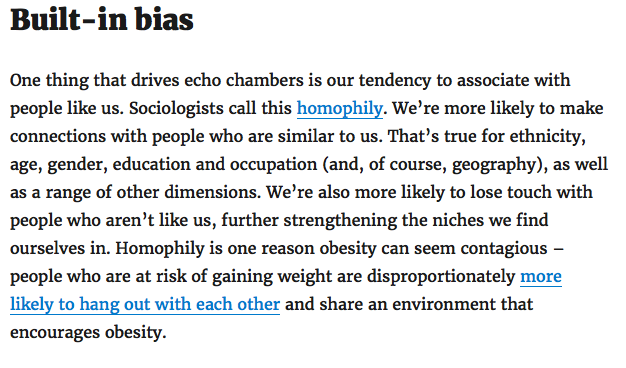 Built-in bias
One thing that drives echo chambers is our tendency to associate with
people like us. Sociologists call this homophily. We’re more likely to make
connections with people who are similar to us. That’s true for ethnicity,
age, gender, education and occupation (and, of course, geography), as well
as a range of other dimensions. We’re also more likely to lose touch with
people who aren’t like us, further strengthening the niches we find
ourselves in. Homophily is one reason obesity can seem contagious –
people who are at risk of gaining weight are disproportionately more
likely to hang out with each other and share an environment that
encourages obesity.